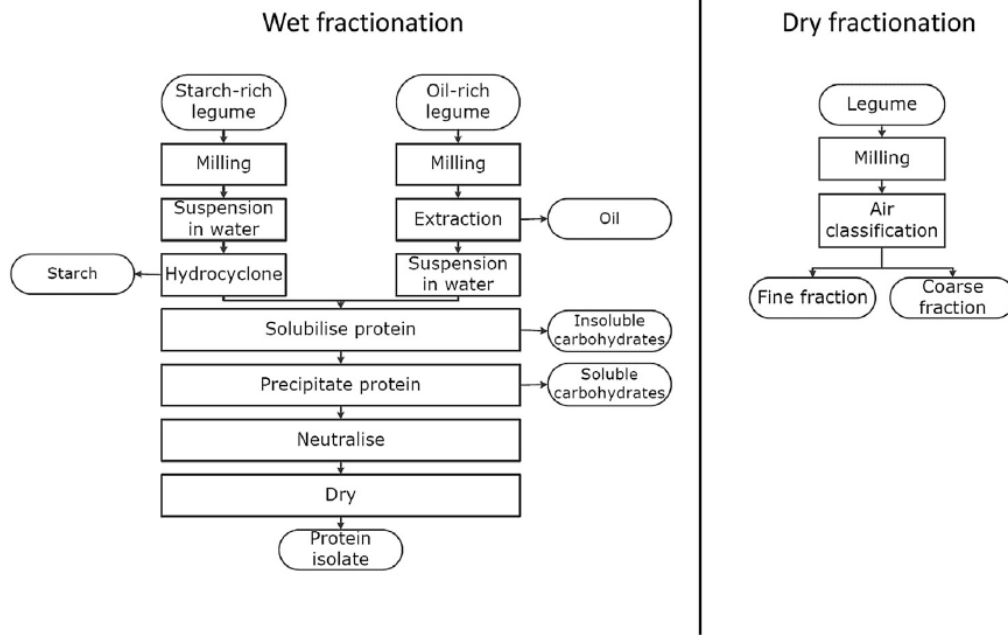 Wet fractionation
Starch-rich
legume
Oil-rich
legume
Milling
Milling
Suspension
in water
Extraction
Oil
Starch
Hydrocyclone
Suspension
in water
Solubilise protein
Insoluble
carbohydrates
Precipitate protein
Soluble
carbohydrates
Neutralise
Dry
Protein
isolate
Dry fractionation
Legume
Milling
Air
classification
Fine fraction
Coarse
fraction